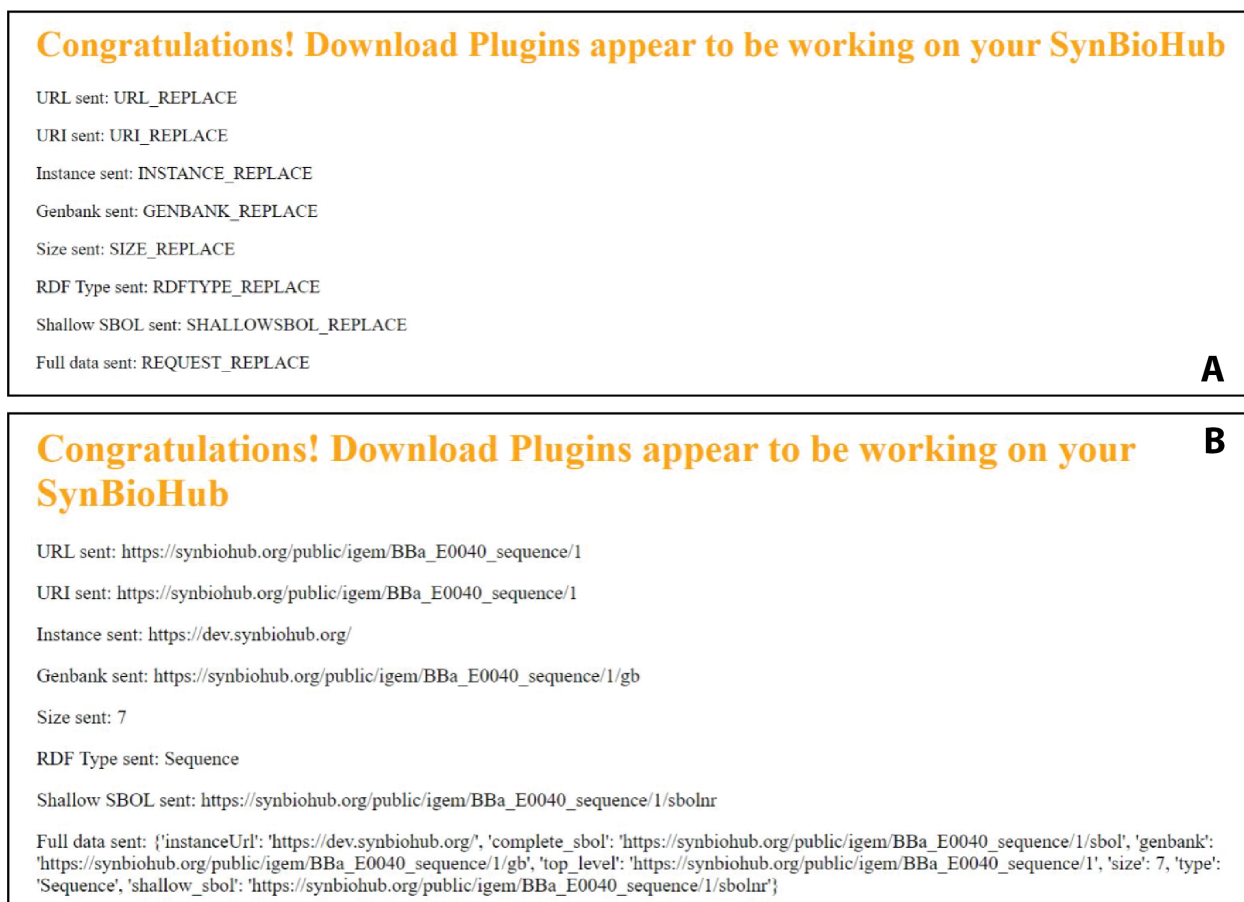 Congratulations! Download Plugins appear to be working on your SynBioHub
URL sent: URL_REPLACE
URI sent: URI_REPLACE
Instance sent: INSTANCE_REPLACE
Genbank sent: GENBANK_REPLACE
Size sent: SIZE_REPLACE
RDF Type sent: RDFTYPE_REPLACE
Shallow SBOL sent: SHALLOWSBOL_REPLACE
Full data sent: REQUEST_REPLACE
A
Congratulations! Download Plugins appear to be working on your
SynBioHub
B
URL sent: https://synbiohub.org/public/igem/BBa_E0040_sequence/1
URI sent: https://synbiohub.org/public/igem/BBa_E0040_sequence/1
Instance sent: https://dev.synbiohub.org/
Genbank sent: https://synbiohub.org/public/igem/BBa_E0040_sequence/1/gb
Size sent: 7
RDF Type sent: Sequence
Shallow SBOL sent: https://synbiohub.org/public/igem/BBa_E0040_sequence/1/sbolnr
Full data sent: {'instanceUrl': 'https://dev.synbiohub.org/', 'complete_sbol': 'https://synbiohub.org/public/igem/BBa_E0040_sequence/1/sbol', 'genbank':
'https://synbiohub.org/public/igem/BBa_E0040_sequence/1/gb', 'top_level': 'https://synbiohub.org/public/igem/BBa_E0040_sequence/1', 'size': 7, 'type':
'Sequence', 'shallow_sbol': 'https://synbiohub.org/public/igem/BBa_E0040_sequence/1/sbolnr'}